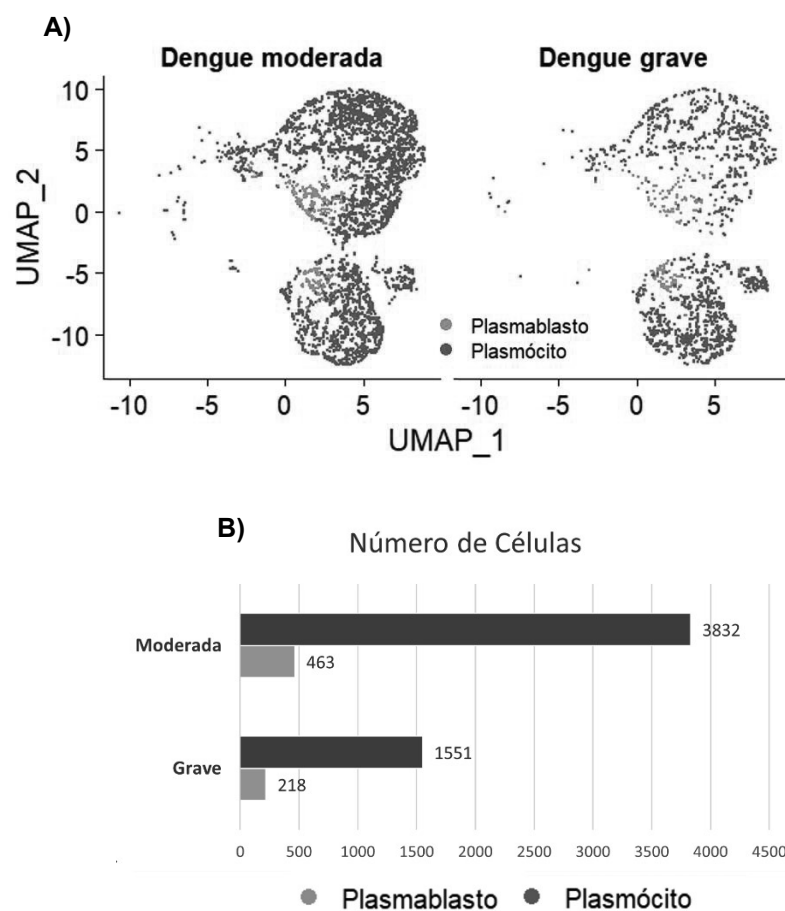 A)
Dengue moderada Dengue grave
10
5
0
-5
-10
UMAP_2
Plasmablasto
Plasmócito
-10 -5 0 5 -10 -5 0 5
UMAP_1
B)
Número de Células
Moderada
3832
463
Grave
1551
218
0 500 1000 1500 2000 2500 3000 3500 4000 4500
Plasmablasto Plasmócito